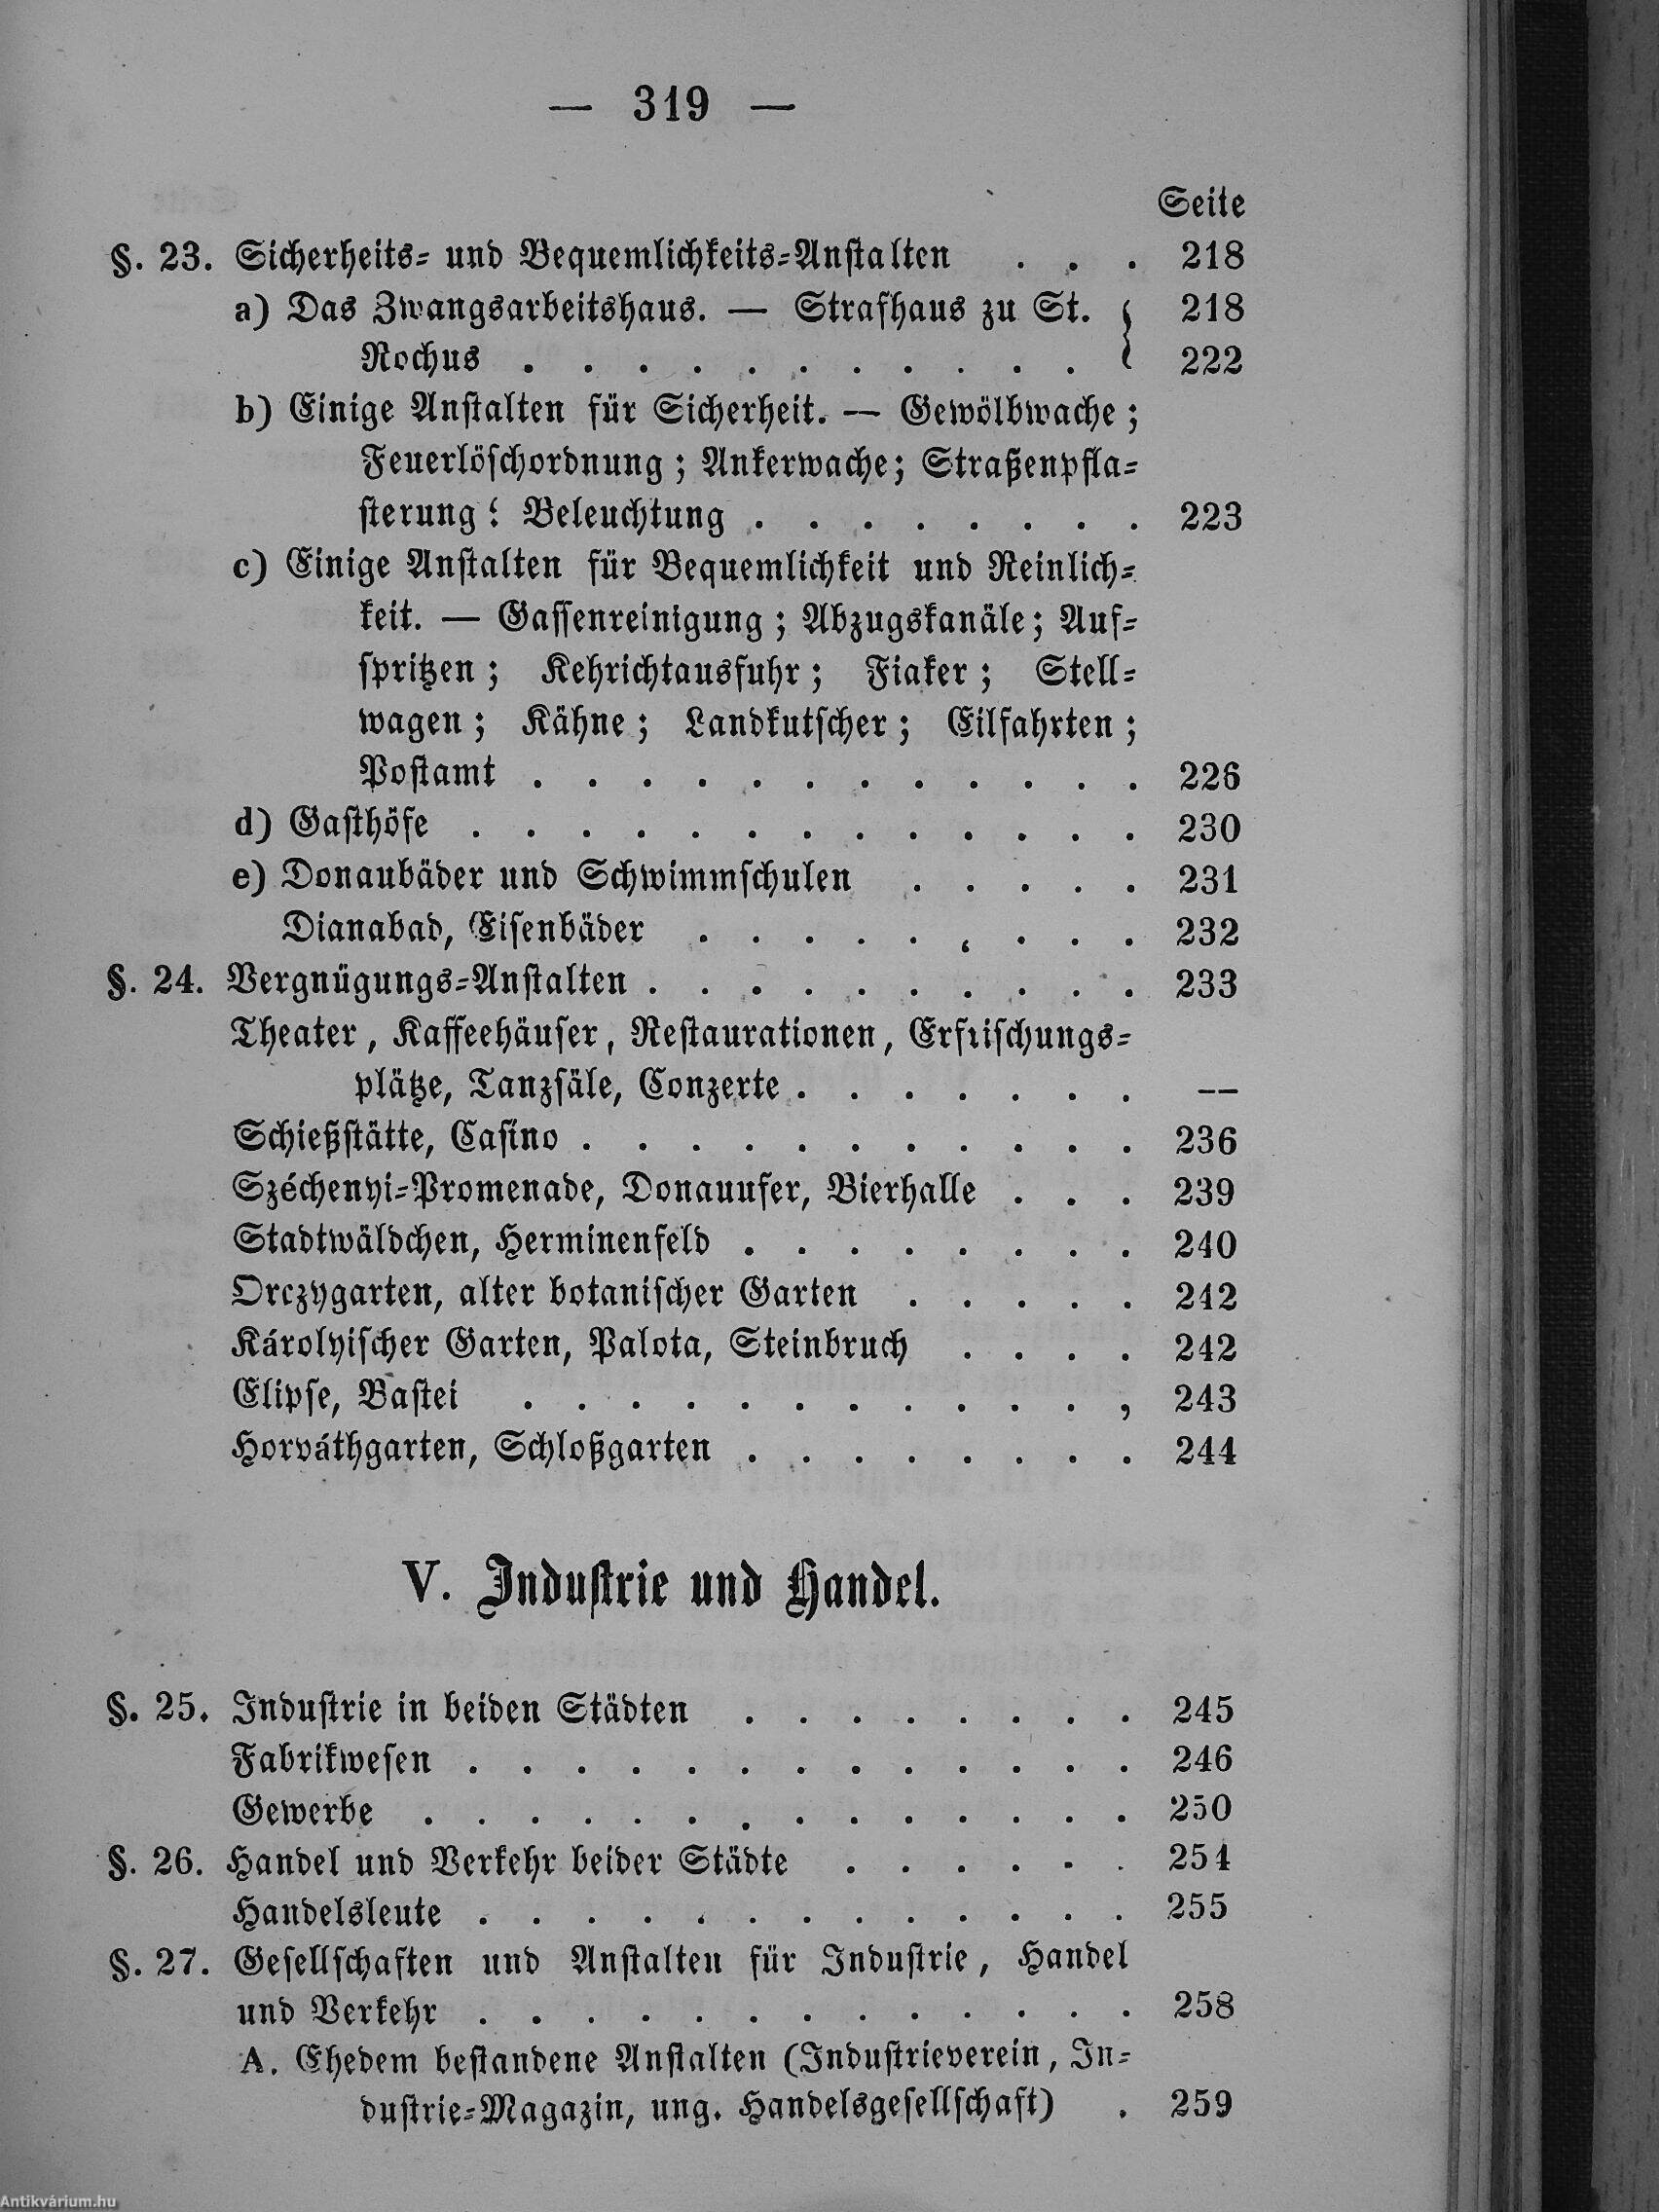 — 319 —
Seite
§. 23. Sicherheits- und Bequemlichkeits-Anstalten . . . 218
a) Das Zwangsarbeitshaus. — Strafhaus zu St. { 218
Rochus . . . . . . . . . . . 222
b) Einige Anstalten für Sicherheit. — Gewölbwache;
Feuerlöschordnung; Ankerwache; Straßenpfla-
sterung; Beleuchtung . . . . . . . . 223
c) Einige Anstalten für Bequemlichkeit und Reinlich-
keit. — Gassenreinigung; Abzugskanäle; Auf-
spritzen; Kehrichtausfuhr; Fiaker; Stell-
wagen; Kähne; Landkutscher; Eilfahrten;
Postamt . . . . . . . . . . . . 226
d) Gasthöfe . . . . . . . . . . . . . 230
e) Donaubäder und Schwimmschulen . . . . . 231
Dianabad, Eisenbäder . . . . . . . . . 232
§. 24. Vergnügungs-Anstalten . . . . . . . . . . 233
Theater, Kaffeehäuser, Restaurationen, Erfrischungs-
plätze, Tanzsäle, Conzerte . . . . . . . —
Schießstätte, Casino . . . . . . . . . . . 236
Széchenyi-Promenade, Donauufer, Bierhalle . . . 239
Stadtwäldchen, Herminenfeld . . . . . . . . 240
Orczygarten, alter botanischer Garten . . . . . 242
Károlyischer Garten, Palota, Steinbruch . . . . 242
Elipse, Bastei . . . . . . . . . . . , 243
Horváthgarten, Schloßgarten . . . . . . . . 244
V. Industrie und Handel.
§. 25. Industrie in beiden Städten . . . . . . . . 245
Fabrikwesen . . . . . . . . . . . . . 246
Gewerbe . . . . . . . . . . . . . . 250
§. 26. Handel und Verkehr beider Städte . . . . . . 254
Handelsleute . . . . . . . . . . . . . 255
§. 27. Gesellschaften und Anstalten für Industrie, Handel
und Verkehr . . . . . . . . . . . . . 258
A. Ehedem bestandene Anstalten (Industrieverein, In-
dustrie-Magazin, ung. Handelsgesellschaft) . 259
Antikvárium.hu